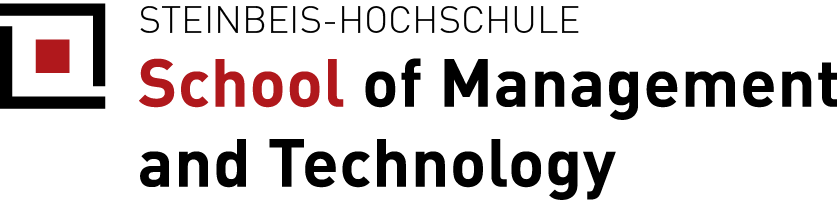 STEINBEIS-HOCHSCHULE
School of Management
and Technology